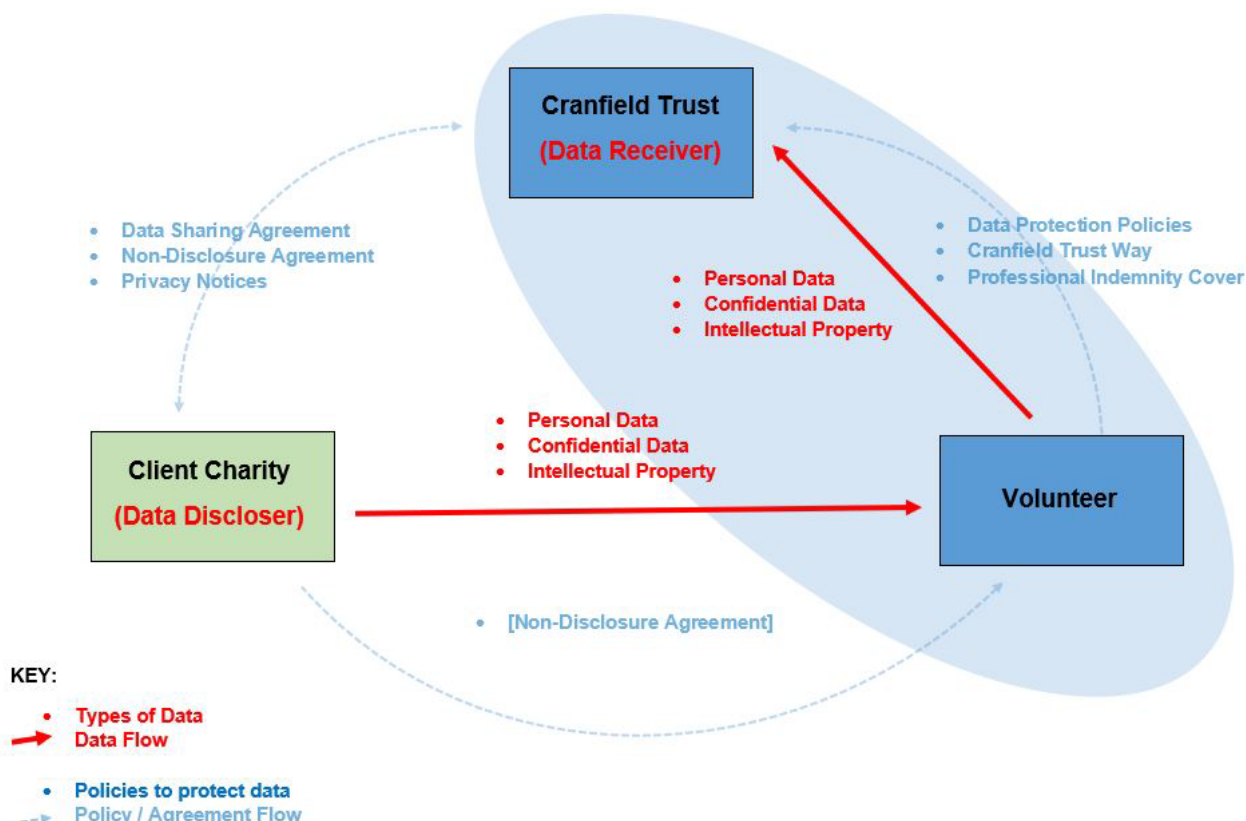 Cranfield Trust
(Data Receiver)
• Data Sharing Agreement
• Non-Disclosure Agreement
• Privacy Notices
• Data Protection Policies
• Cranfield Trust Way
• Professional Indemnity Cover
• Personal Data
• Confidential Data
• Intellectual Property
• Personal Data
• Confidential Data
• Intellectual Property
Client Charity
(Data Discloser)
Volunteer
• [Non-Disclosure Agreement]
KEY:
• Types of Data
Data Flow
• Policies to protect data
Policy / Agreement Flow